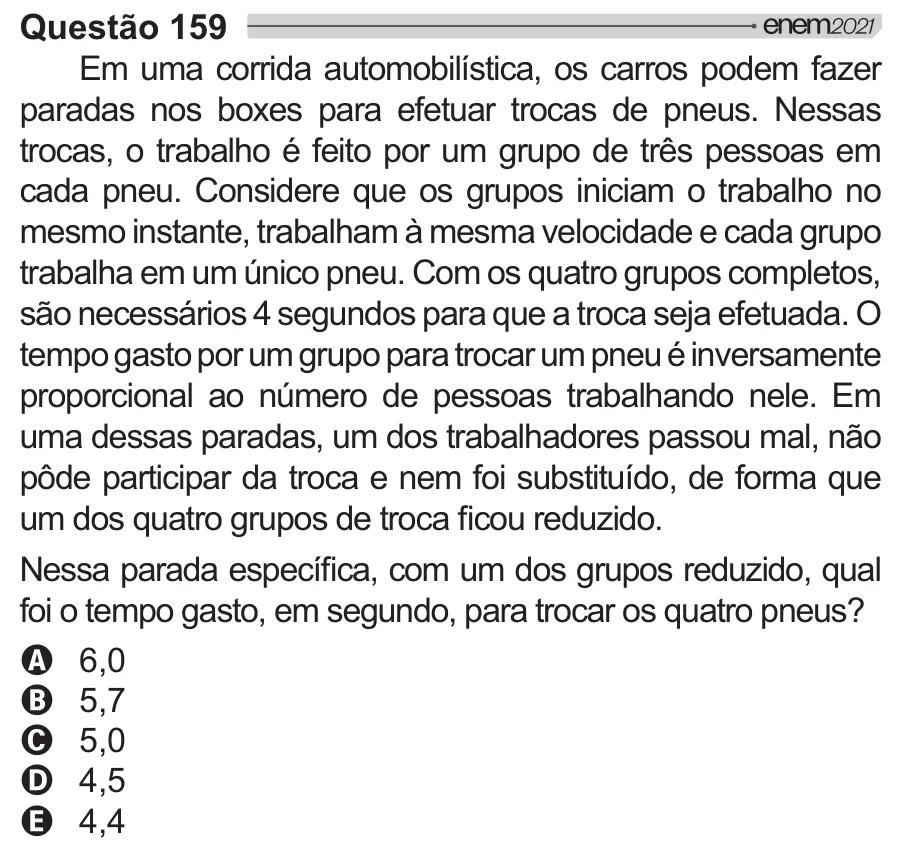 Questão 159 enem2021
Em uma corrida automobilística, os carros podem fazer
paradas nos boxes para efetuar trocas de pneus. Nessas
trocas, o trabalho é feito por um grupo de três pessoas em
cada pneu. Considere que os grupos iniciam o trabalho no
mesmo instante, trabalham à mesma velocidade e cada grupo
trabalha em um único pneu. Com os quatro grupos completos,
são necessários 4 segundos para que a troca seja efetuada. O
tempo gasto por um grupo para trocar um pneu é inversamente
proporcional ao número de pessoas trabalhando nele. Em
uma dessas paradas, um dos trabalhadores passou mal, não
pôde participar da troca e nem foi substituído, de forma que
um dos quatro grupos de troca ficou reduzido.
Nessa parada específica, com um dos grupos reduzido, qual
foi o tempo gasto, em segundo, para trocar os quatro pneus?
A 6,0
B 5,7
C 5,0
D 4,5
E 4,4